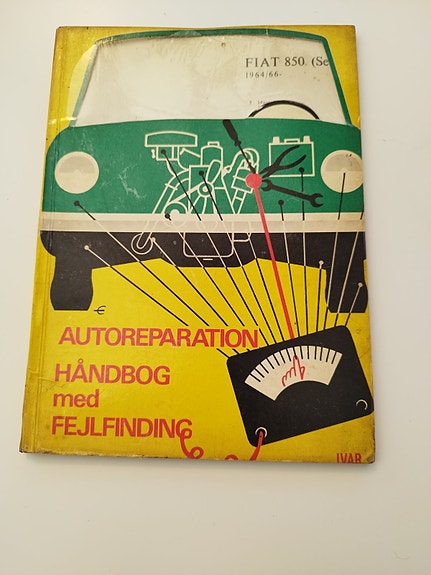 FIAT 850 (Se
1964/66-
€
AUTOREPARATION
HÅNDBOG
med
FEJLFINDING
IVAR